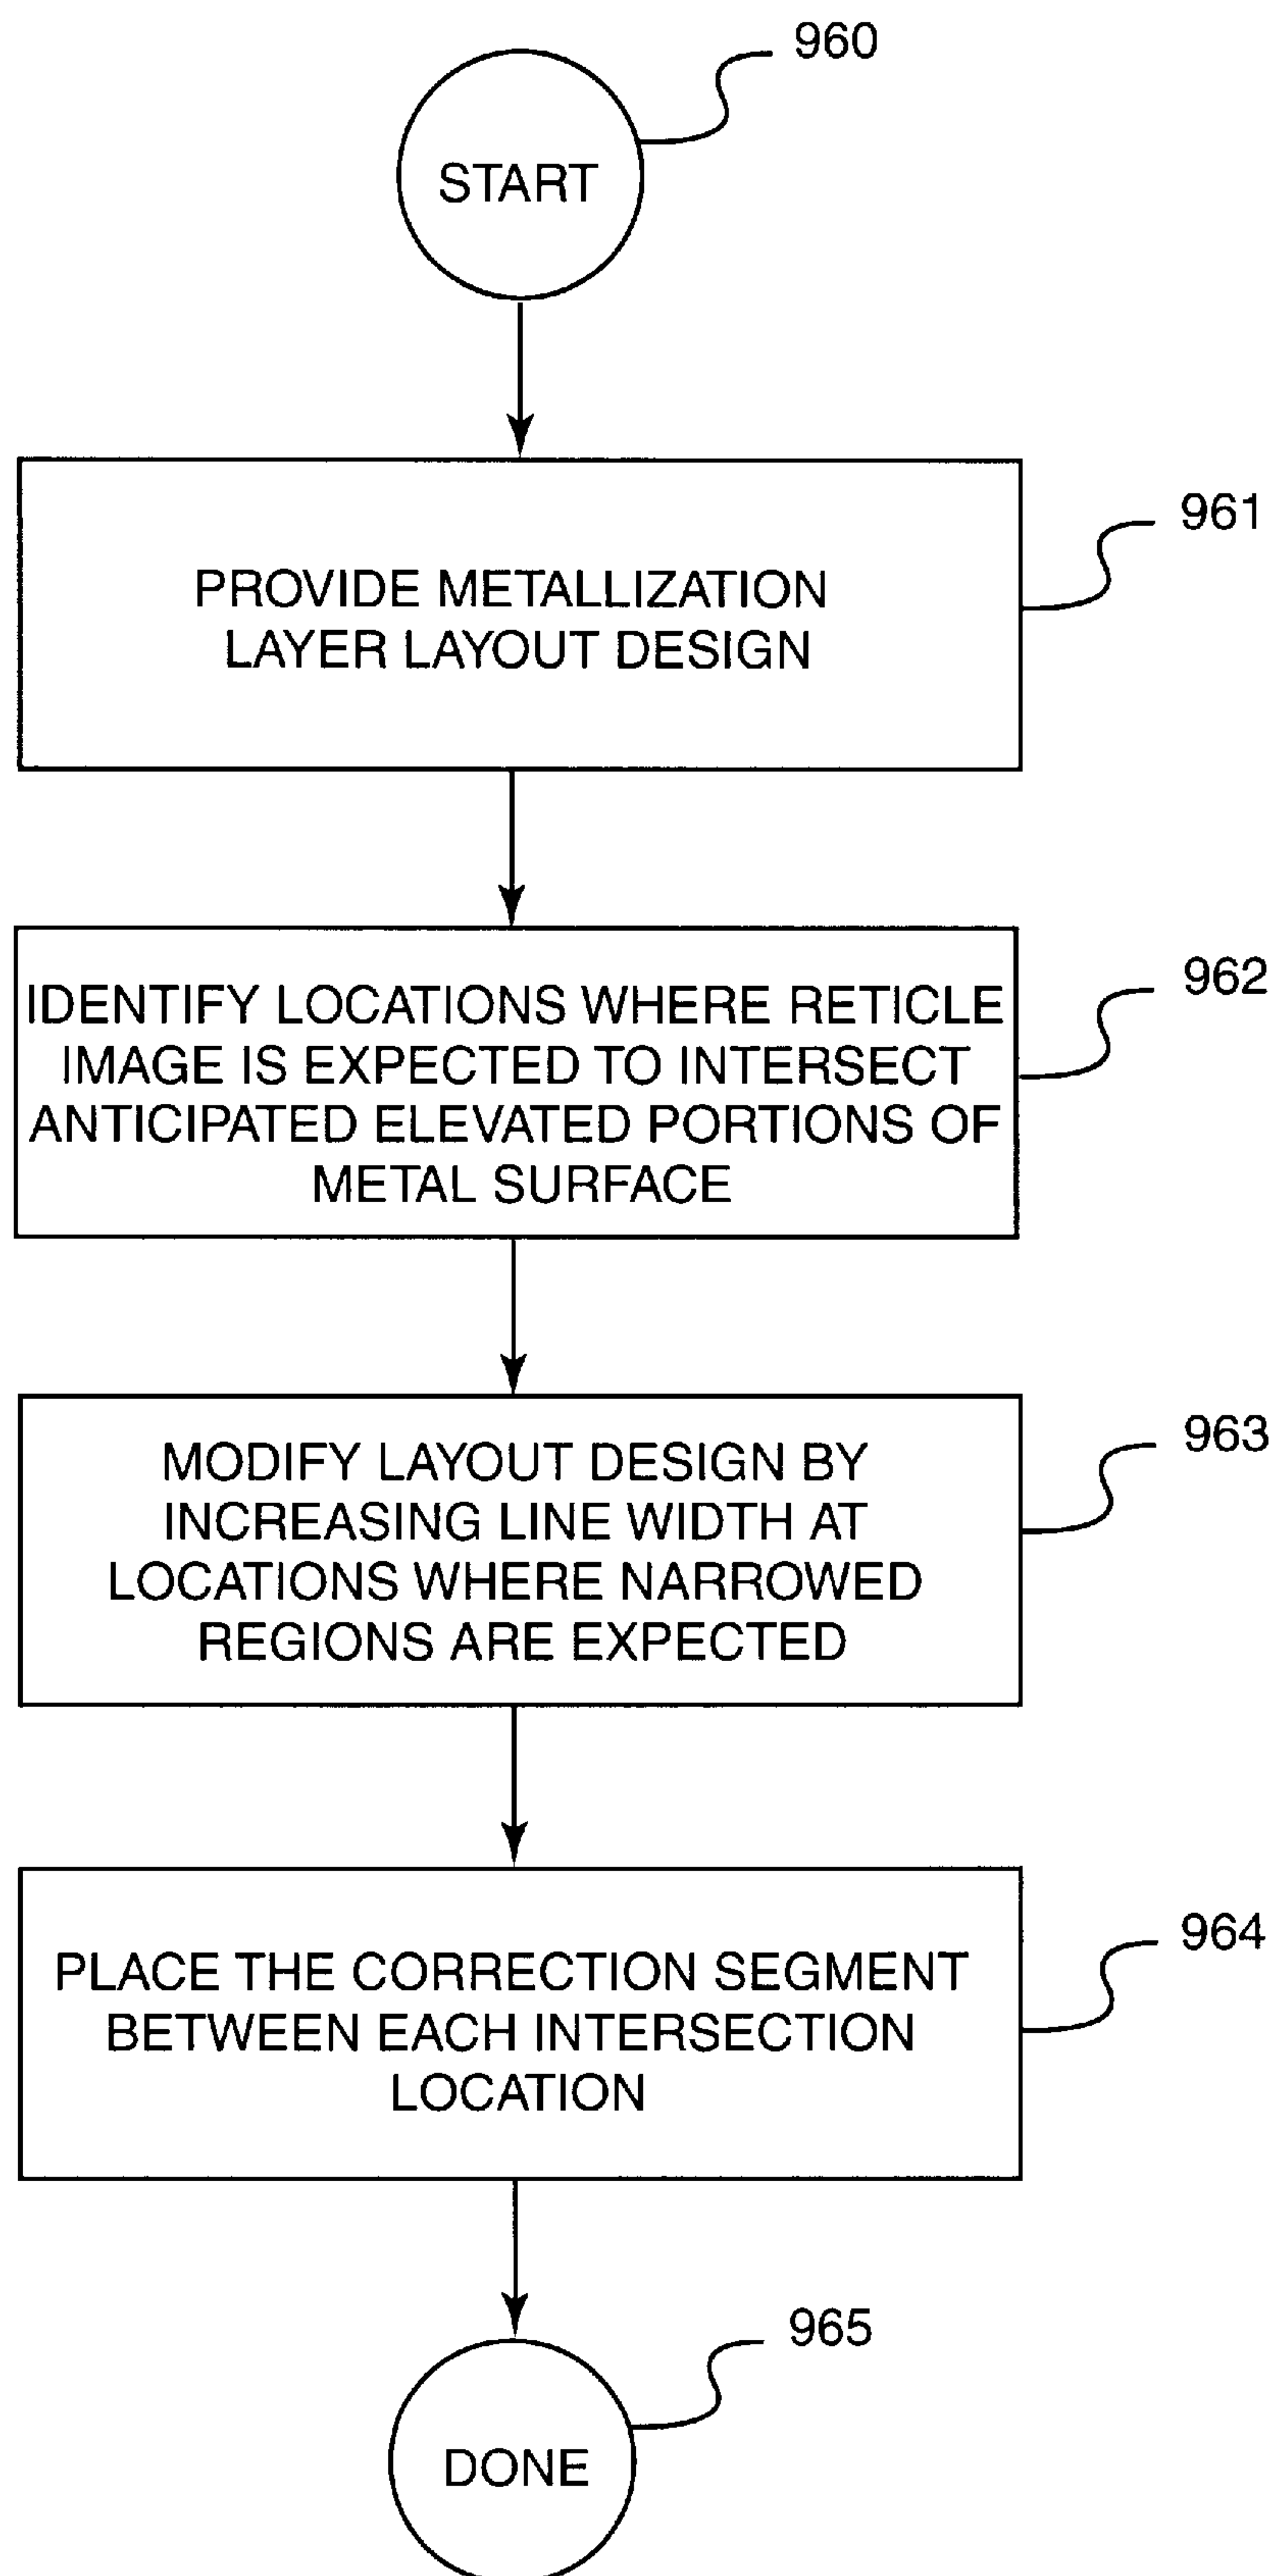 960
START
961
PROVIDE METALLIZATION
LAYER LAYOUT DESIGN
962
IDENTIFY LOCATIONS WHERE RETICLE
IMAGE IS EXPECTED TO INTERSECT
ANTICIPATED ELEVATED PORTIONS OF
METAL SURFACE
963
MODIFY LAYOUT DESIGN BY
INCREASING LINE WIDTH AT
LOCATIONS WHERE NARROWED
REGIONS ARE EXPECTED
964
PLACE THE CORRECTION SEGMENT
BETWEEN EACH INTERSECTION
LOCATION
965
DONE